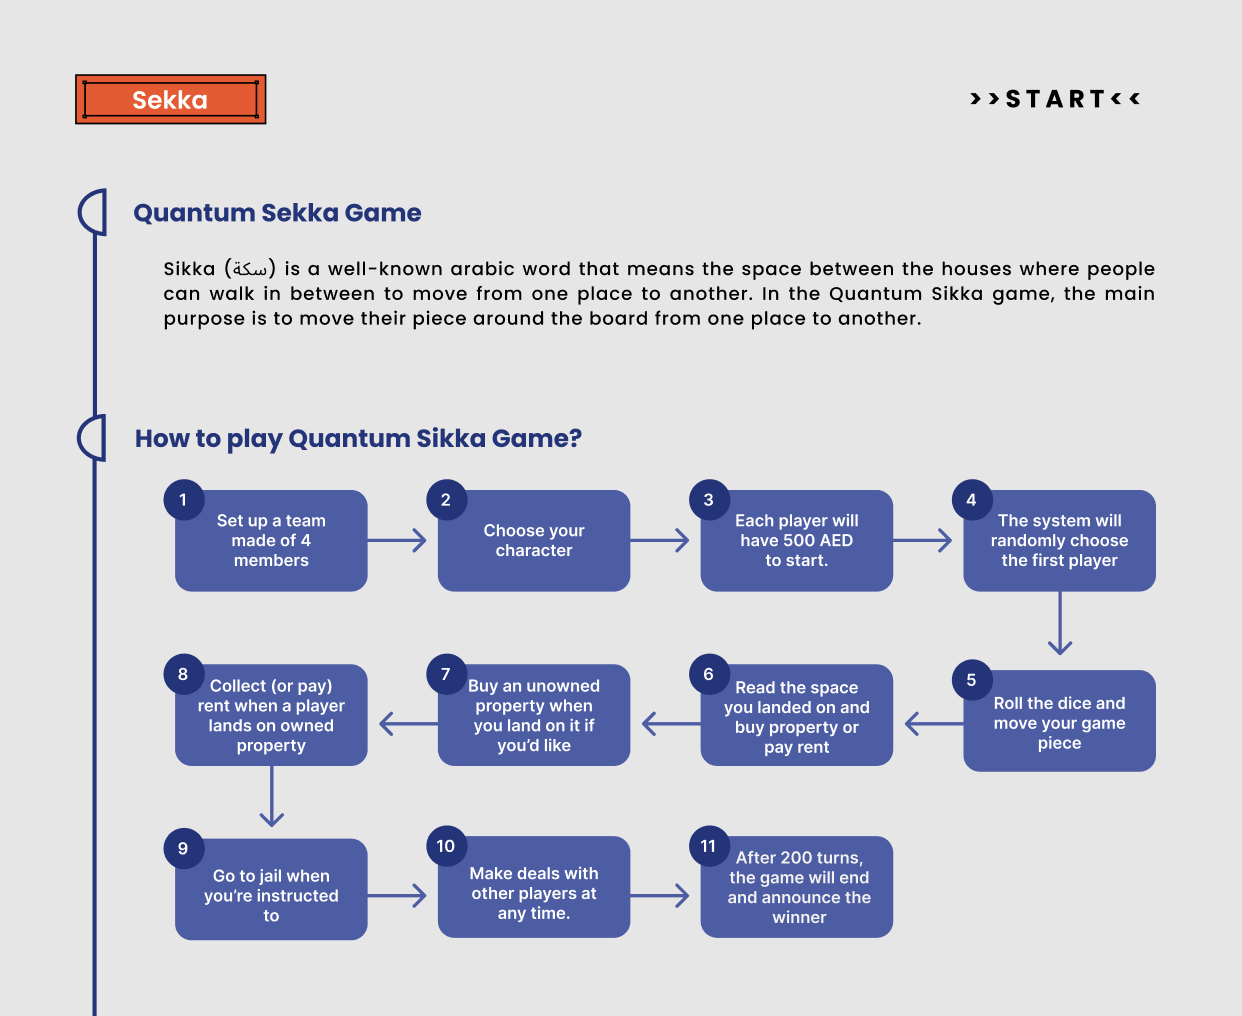 Sekka
>>START<<
Quantum Sekka Game
Sikka (سكة) is a well-known arabic word that means the space between the houses where people
can walk in between to move from one place to another. In the Quantum Sikka game, the main
purpose is to move their piece around the board from one place to another.
How to play Quantum Sikka Game?
1
Set up a team
made of 4
members
2
Choose your
character
3
Each player will
have 500 AED
to start.
4
The system will
randomly choose
the first player
5
Roll the dice and
move your game
piece
6
Read the space
you landed on and
buy property or
pay rent
7
Buy an unowned
property when
you land on it if
you’d like
8
Collect (or pay)
rent when a player
lands on owned
property
9
Go to jail when
you’re instructed
to
10
Make deals with
other players at
any time.
11
After 200 turns,
the game will end
and announce the
winner